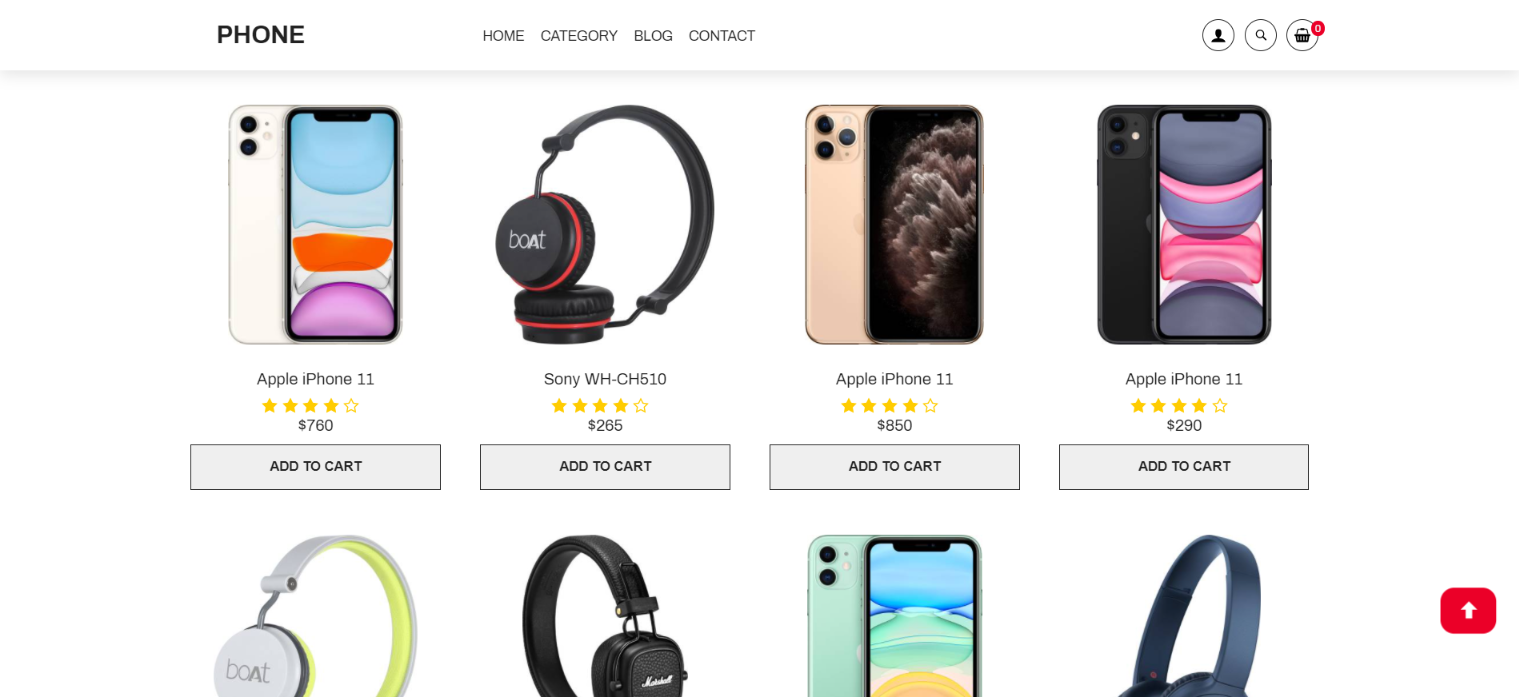 PHONE
HOME CATEGORY BLOG CONTACT
0
boAt
Apple iPhone 11
$760
ADD TO CART
Sony WH-CH510
$265
ADD TO CART
Apple iPhone 11
$850
ADD TO CART
Apple iPhone 11
$290
ADD TO CART
boAt
Marshall